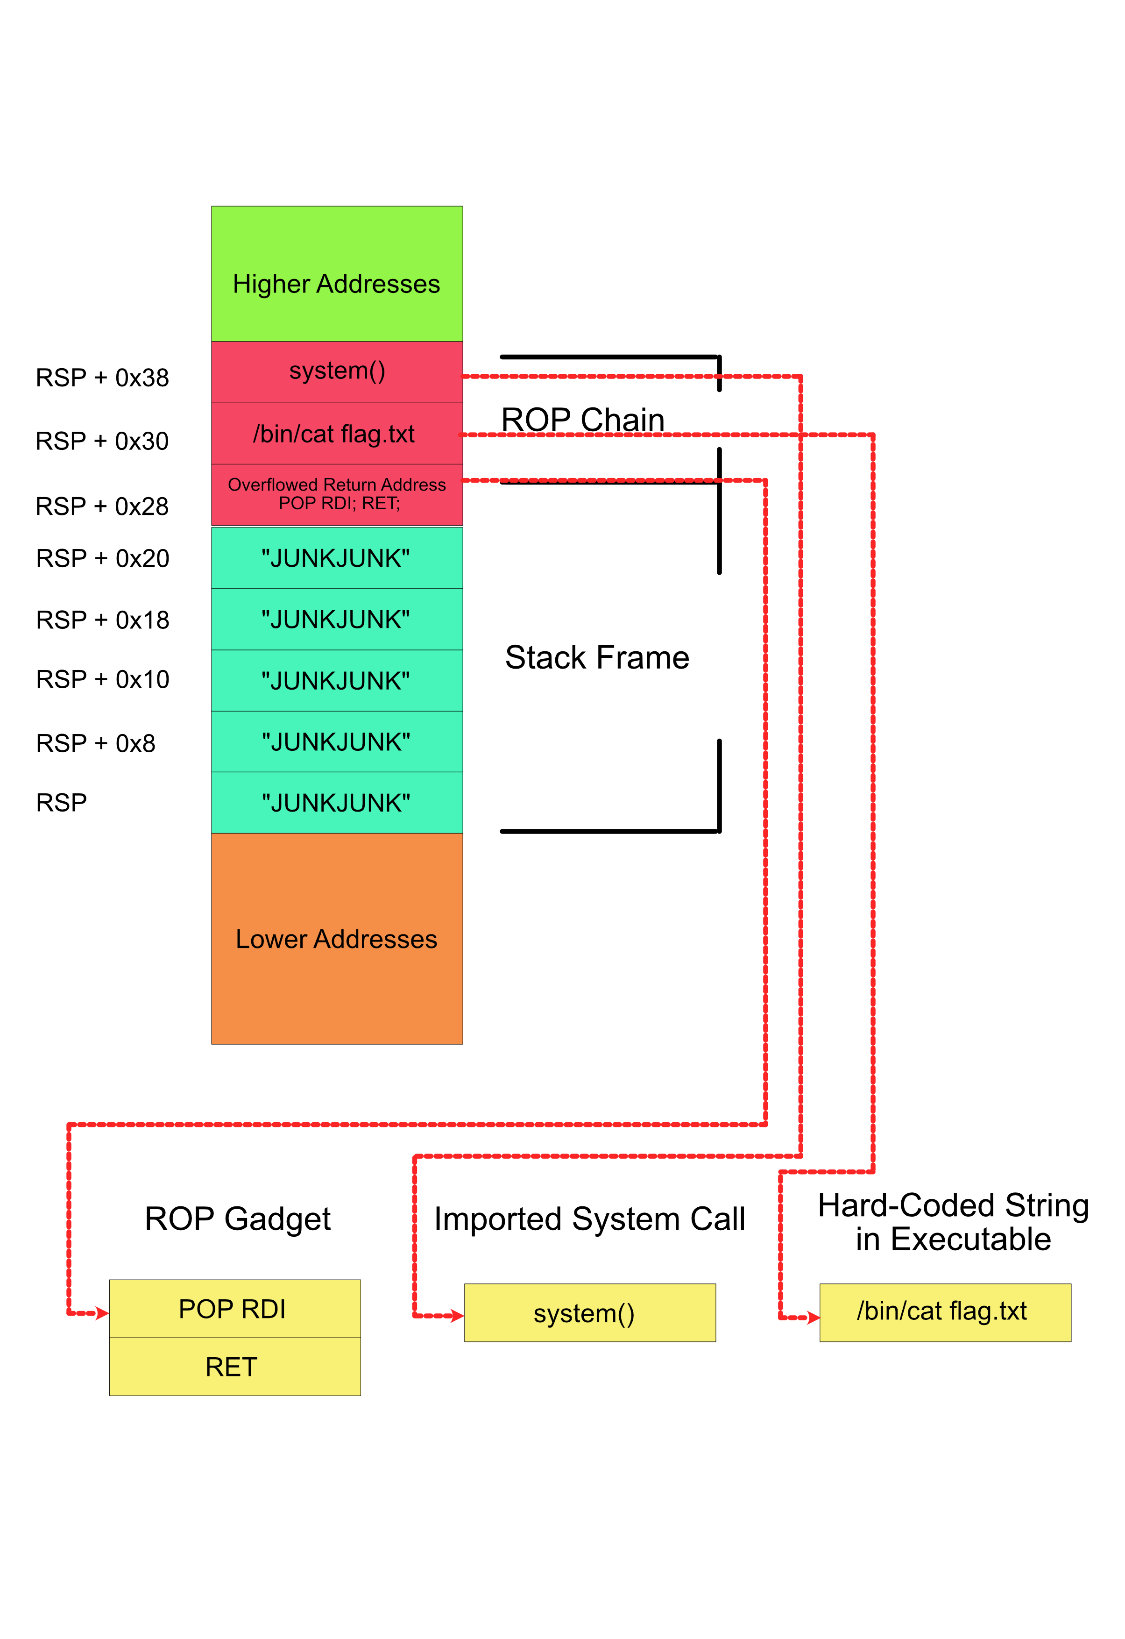 Higher Addresses
RSP + 0x38
system()
RSP + 0x30
/bin/cat flag.txt
ROP Chain
RSP + 0x28
Overflowed Return Address
POP RDI; RET;
RSP + 0x20
"JUNKJUNK"
RSP + 0x18
"JUNKJUNK"
RSP + 0x10
"JUNKJUNK"
Stack Frame
RSP + 0x8
"JUNKJUNK"
RSP
"JUNKJUNK"
Lower Addresses
ROP Gadget
POP RDI
RET
Imported System Call
system()
Hard-Coded String
in Executable
/bin/cat flag.txt